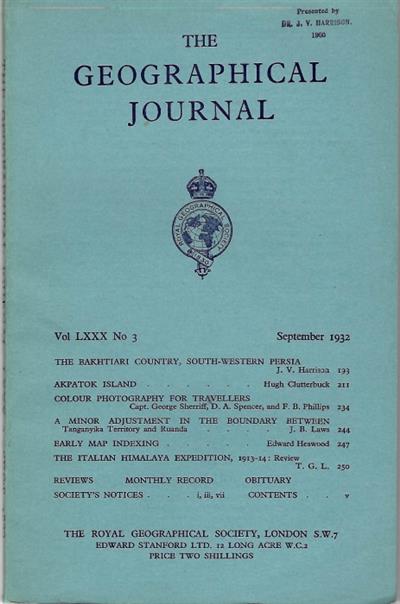 Presented by
DR. J. V. HARRISON.
1960
THE
GEOGRAPHICAL
JOURNAL
ROYAL GEOGRAPHICAL SOCIETY
1830
Vol LXXX No 3 September 1932
THE BAKHTIARI COUNTRY, SOUTH-WESTERN PERSIA
J. V. Harrison 193
AKPATOK ISLAND . . . . . . Hugh Clutterbuck 211
COLOUR PHOTOGRAPHY FOR TRAVELLERS
Capt. George Sherriff, D. A. Spencer, and F. B. Phillips 234
A MINOR ADJUSTMENT IN THE BOUNDARY BETWEEN
Tanganyika Territory and Ruanda . . . . J. B. Laws 244
EARLY MAP INDEXING . . . . . Edward Heawood 247
THE ITALIAN HIMALAYA EXPEDITION, 1913-14: Review
T. G. L. 250
REVIEWS MONTHLY RECORD OBITUARY
SOCIETY'S NOTICES . . . i, iii, vii CONTENTS . . v
THE ROYAL GEOGRAPHICAL SOCIETY, LONDON S.W.7
EDWARD STANFORD LTD. 12 LONG ACRE W.C.2
PRICE TWO SHILLINGS